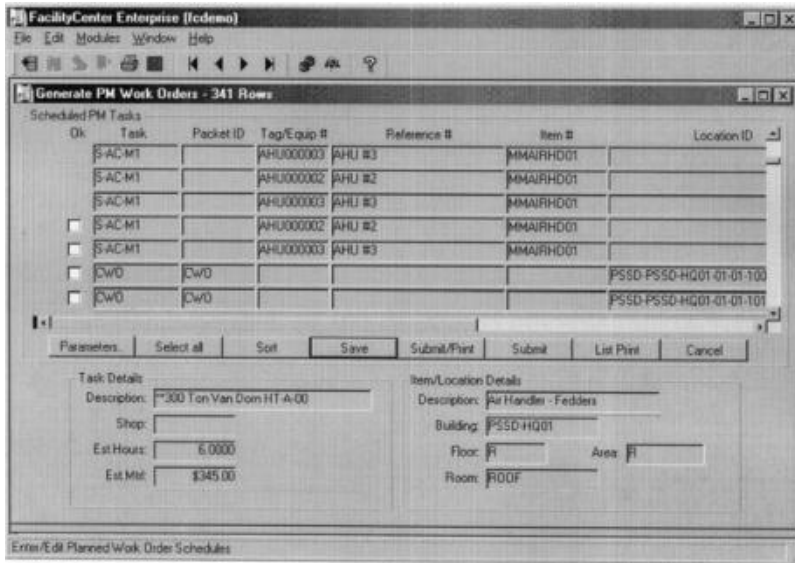 FacilityCenter Enterprise (fcdemo)
File Edit Modules Window Help
Generate PM Work Orders - 341 Rows
Scheduled PM Tasks
Ok Task Packet ID Tag/Equip # Reference # Item # Location ID
S-AC-M1 AHU000003 AHU #3 MMAIRHD01
S-AC-M1 AHU000002 AHU #2 MMAIRHD01
S-AC-M1 AHU000003 AHU #3 MMAIRHD01
S-AC-M1 AHU000002 AHU #2 MMAIRHD01
S-AC-M1 AHU000003 AHU #3 MMAIRHD01
CWO CWO PSSD-PSSD-HQ01-01-01-100
CWO CWO PSSD-PSSD-HQ01-01-01-101
Parameters.. Select all Sort Save Submit/Print Submit List Print Cancel
Task Details Item/Location Details
Description: **300 Ton Van Dorn HT-A-00 Description: Air Handler - Fedders
Shop: Building: PSSD-HQ01
Est Hours: 6.0000 Floor: R Area: R
Est Mtl: $345.00 Room: ROOF
Enter/Edit Planned Work Order Schedules